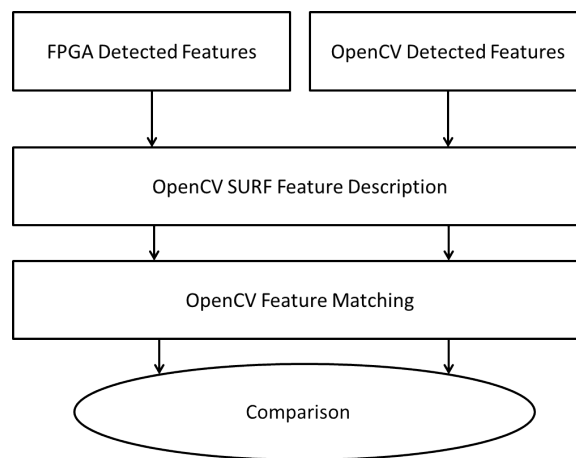 FPGA Detected Features
OpenCV Detected Features
OpenCV SURF Feature Description
OpenCV Feature Matching
Comparison